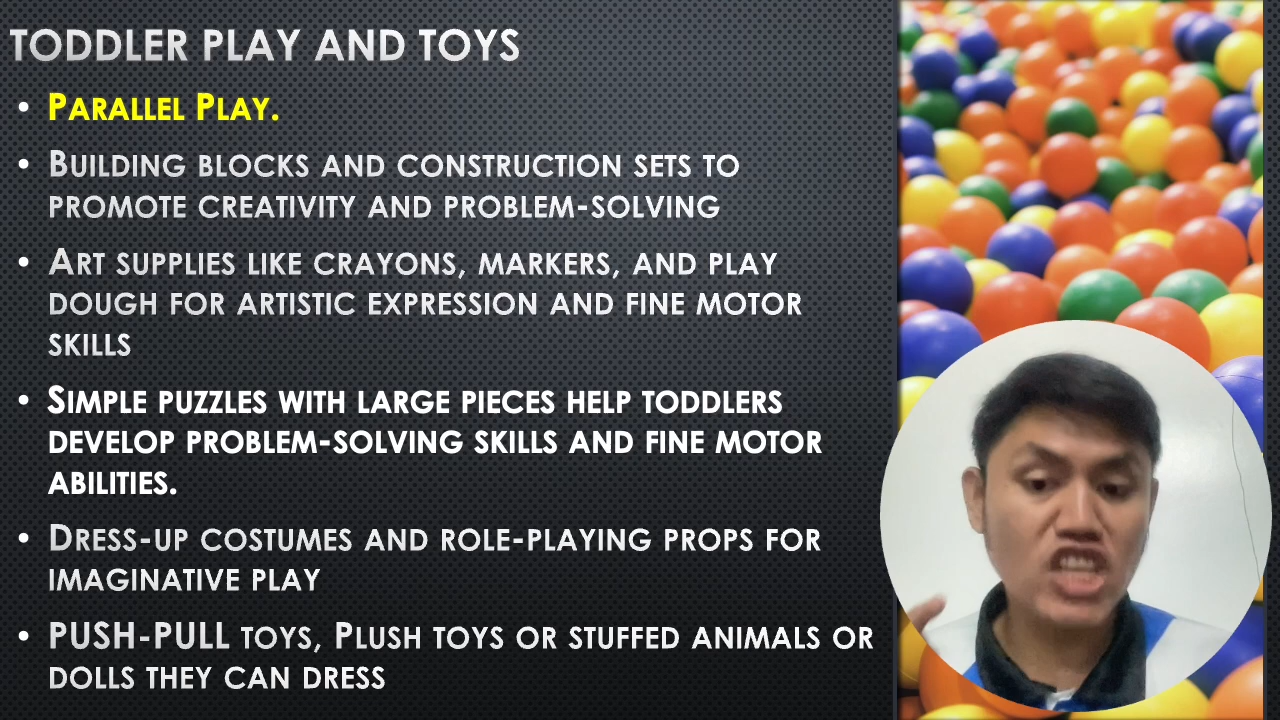 TODDLER PLAY AND TOYS
• PARALLEL PLAY.
• BUILDING BLOCKS AND CONSTRUCTION SETS TO
PROMOTE CREATIVITY AND PROBLEM-SOLVING
• ART SUPPLIES LIKE CRAYONS, MARKERS, AND PLAY
DOUGH FOR ARTISTIC EXPRESSION AND FINE MOTOR
SKILLS
• SIMPLE PUZZLES WITH LARGE PIECES HELP TODDLERS
DEVELOP PROBLEM-SOLVING SKILLS AND FINE MOTOR
ABILITIES.
• DRESS-UP COSTUMES AND ROLE-PLAYING PROPS FOR
IMAGINATIVE PLAY
• PUSH-PULL TOYS, PLUSH TOYS OR STUFFED ANIMALS OR
DOLLS THEY CAN DRESS